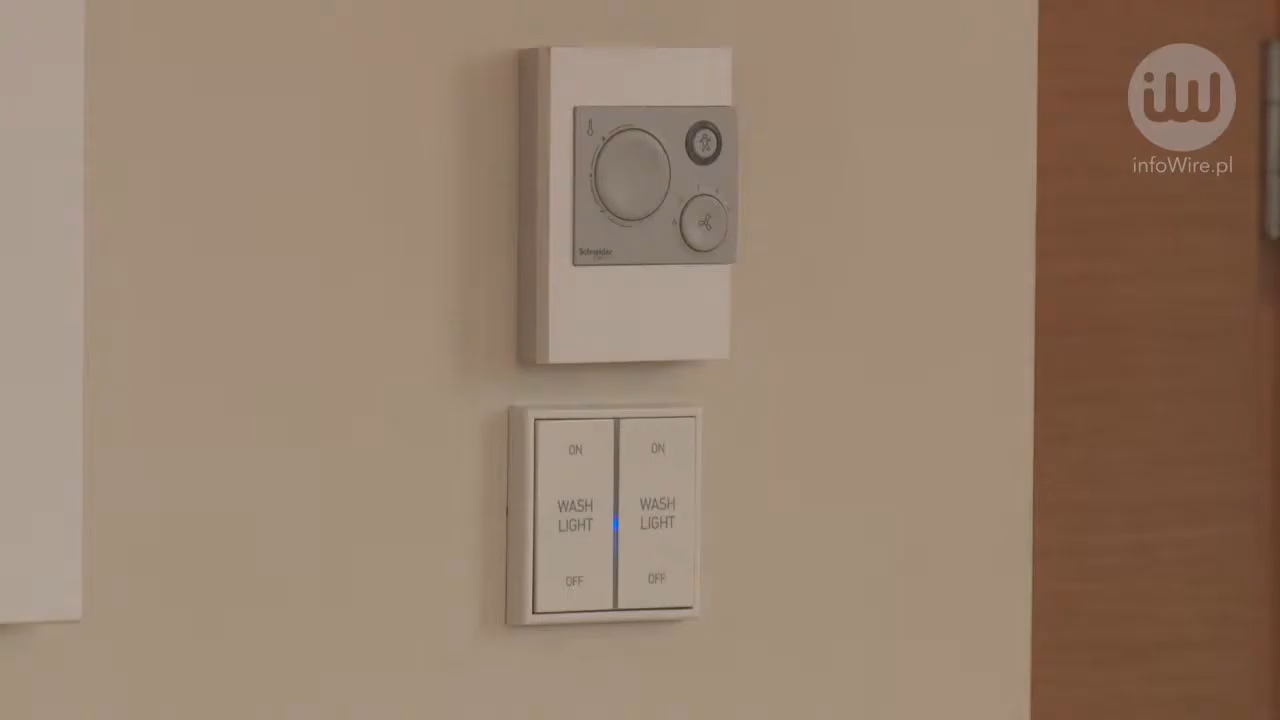 iw
infoWire.pl
Schneider
ON
WASH
LIGHT
OFF
ON
WASH
LIGHT
OFF